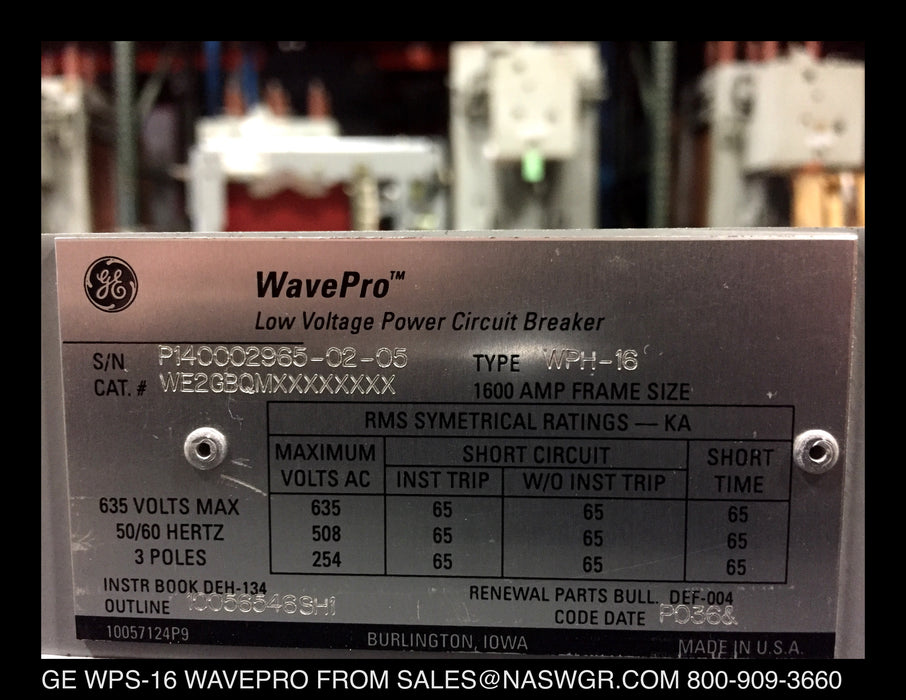 GE
WavePro™
Low Voltage Power Circuit Breaker
S/N P140002965-02-05 TYPE WPH-16
CAT. # WE2GBQMXXXXXXXX 1600 AMP FRAME SIZE
RMS SYMETRICAL RATINGS — KA
MAXIMUM VOLTS AC
SHORT CIRCUIT
INST TRIP W/O INST TRIP
SHORT TIME
635 VOLTS MAX 635 65 65 65
50/60 HERTZ 508 65 65 65
3 POLES 254 65 65 65
INSTR BOOK DEH-134 RENEWAL PARTS BULL. DEF-004
OUTLINE 10056546SH1 CODE DATE P036&
10057124P9 BURLINGTON, IOWA MADE IN U.S.A.
GE WPS-16 WAVEPRO FROM SALES@NASWGR.COM 800-909-3660